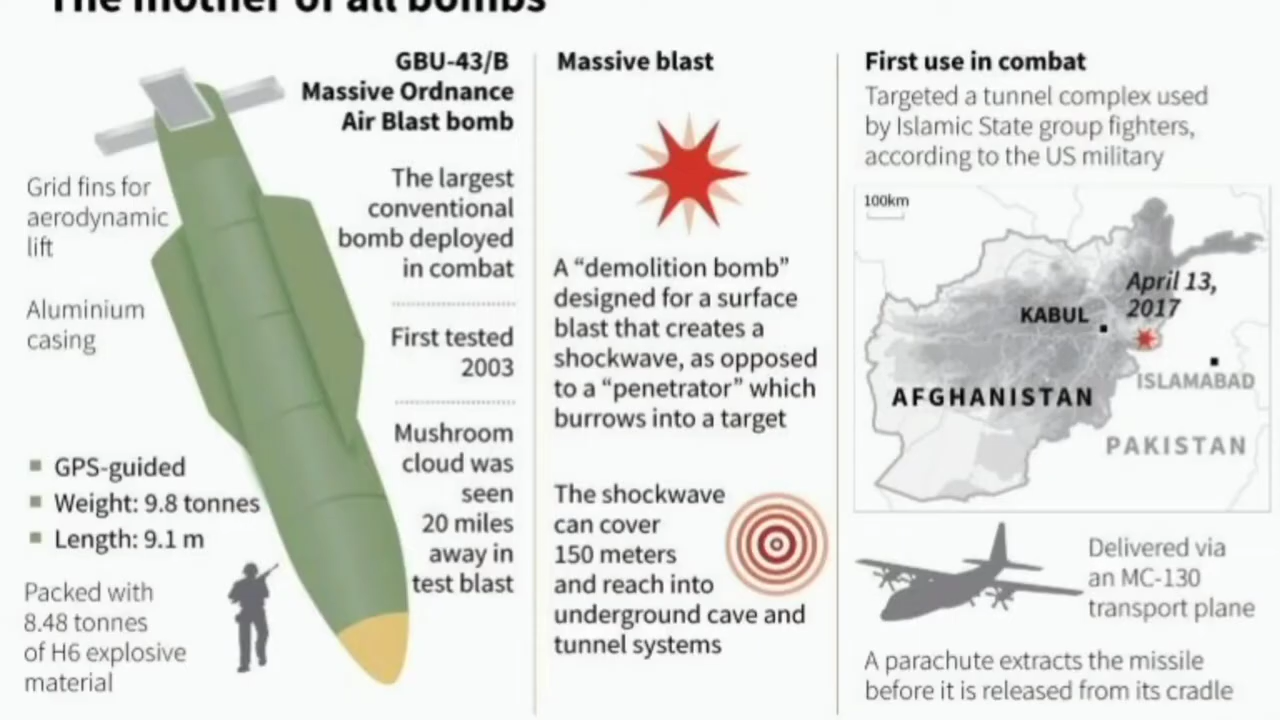 The mother of all bombs
GBU-43/B
Massive Ordnance
Air Blast bomb
Grid fins for
aerodynamic
lift
Aluminium
casing
The largest
conventional
bomb deployed
in combat
First tested
2003
Mushroom
cloud was
seen
20 miles
away in
test blast
GPS-guided
Weight: 9.8 tonnes
Length: 9.1 m
Packed with
8.48 tonnes
of H6 explosive
material
Massive blast
A “demolition bomb”
designed for a surface
blast that creates a
shockwave, as opposed
to a “penetrator” which
burrows into a target
The shockwave
can cover
150 meters
and reach into
underground cave and
tunnel systems
First use in combat
Targeted a tunnel complex used
by Islamic State group fighters,
according to the US military
100km
April 13,
2017
KABUL
ISLAMABAD
AFGHANISTAN
PAKISTAN
Delivered via
an MC-130
transport plane
A parachute extracts the missile
before it is released from its cradle